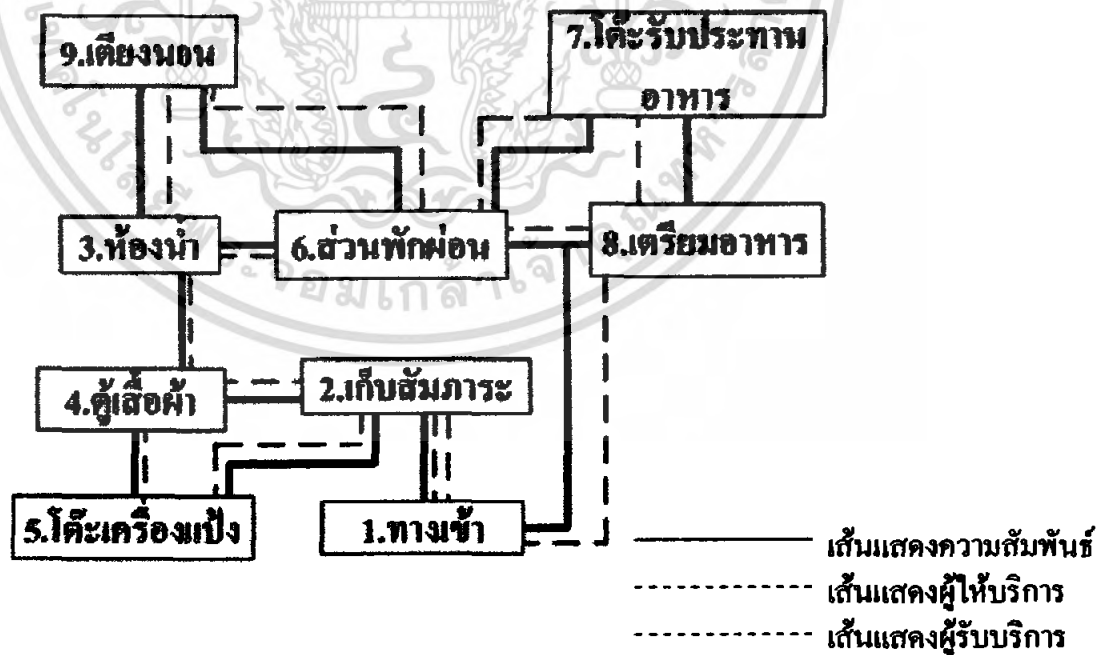 9.เตียงนอน
7.โต๊ะรับประทาน
อาหาร
3.ห้องน้ำ
6.ส่วนพักผ่อน
8.เตรียมอาหาร
4.ตู้เสื้อผ้า
2.เก็บสัมภาระ
5.โต๊ะเครื่องแป้ง
1.ทางเข้า
เส้นแสดงความสัมพันธ์
เส้นแสดงผู้ให้บริการ
เส้นแสดงผู้รับบริการ